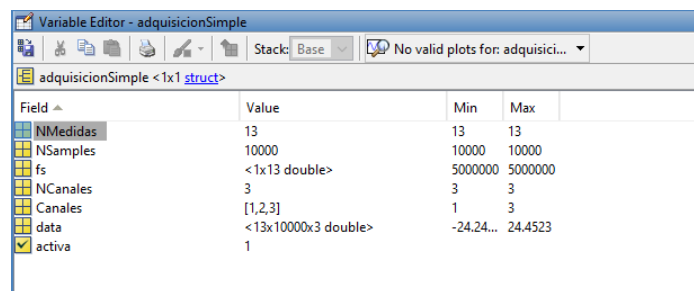 Variable Editor - adquisicionSimple
Stack: Base No valid plots for: adquisici...
adquisicionSimple <1x1 struct>
Field Value Min Max
NMedidas 13 13 13
NSamples 10000 10000 10000
fs <1x13 double> 5000000 5000000
NCanales 3 3 3
Canales [1,2,3] 1 3
data <13x10000x3 double> -24.24... 24.4523
activa 1